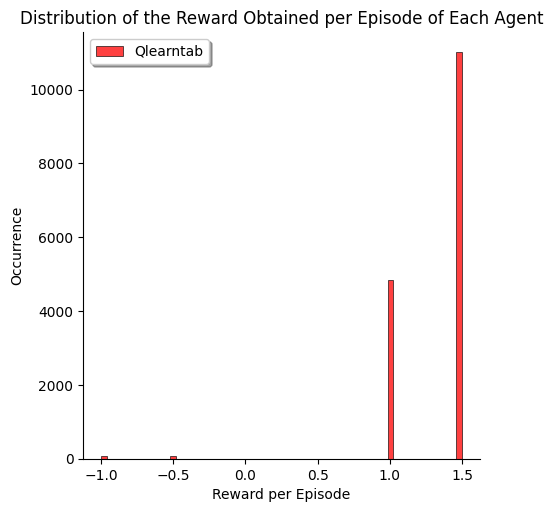 Distribution of the Reward Obtained per Episode of Each Agent
Qlearntab
10000
8000
6000
4000
2000
0
Occurrence
−1.0 −0.5 0.0 0.5 1.0 1.5
Reward per Episode